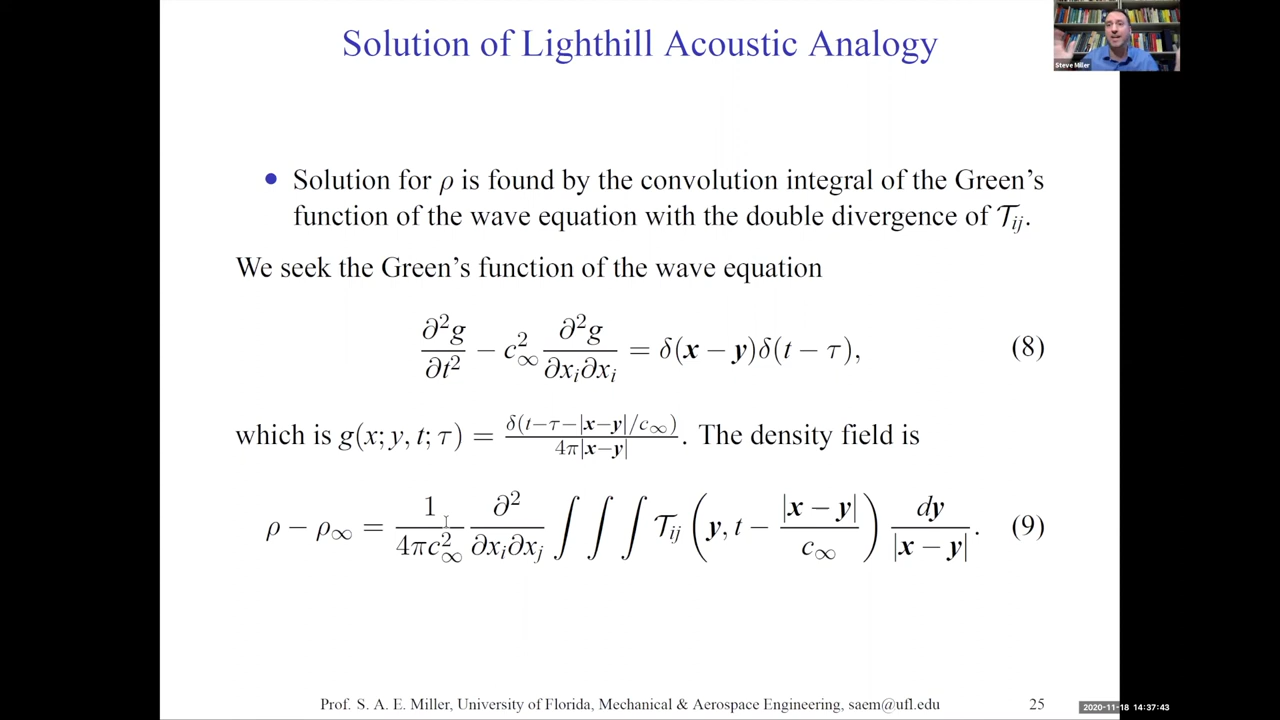 Solution of Lighthill Acoustic Analogy
Steve Miller
• Solution for ρ is found by the convolution integral of the Green's
function of the wave equation with the double divergence of 𝒯ᵢⱼ.
We seek the Green's function of the wave equation
∂²g/∂t² − c²∞ ∂²g/∂xᵢ∂xᵢ = δ(x − y)δ(t − τ), (8)
which is g(x; y, t; τ) = δ(t−τ−|x−y|/c∞)/4π|x−y|. The density field is
ρ − ρ∞ = 1/4πc²∞ ∂²/∂xᵢ∂xⱼ ∫ ∫ ∫ 𝒯ᵢⱼ (y, t − |x − y|/c∞) dy/|x − y|. (9)
Prof. S. A. E. Miller, University of Florida, Mechanical & Aerospace Engineering, saem@ufl.edu 25
2020-11-18 14:37:43